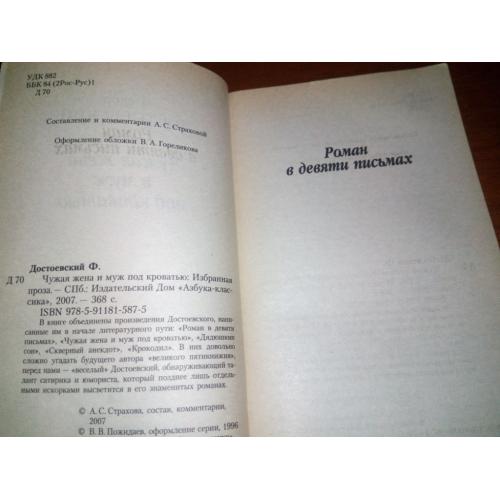 УДК 882
ББК 84 (2Рос-Рус)1
Д 70
Составление и комментарии А. С. Страховой
Оформление обложки В. А. Гореликова
Достоевский Ф.
Д 70 Чужая жена и муж под кроватью: Избранная
проза. — СПб.: Издательский Дом «Азбука-клас-
сика», 2007. — 368 с.
ISBN 978-5-91181-587-5
В книге объединены произведения Достоевского, напи-
санные им в начале литературного пути: «Роман в девяти
письмах», «Чужая жена и муж под кроватью», «Дядюшкин
сон», «Скверный анекдот», «Крокодил». В них довольно
сложно угадать будущего автора «великого пятикнижия»,
перед нами — «веселый» Достоевский, обнаруживающий та-
лант сатирика и юмориста, который позднее лишь отдель-
ными искорками высветится в его знаменитых романах.
© А. С. Страхова, состав, комментарии,
2007
© В. В. Пожидаев, оформление серии, 1996
Роман
в девяти письмах